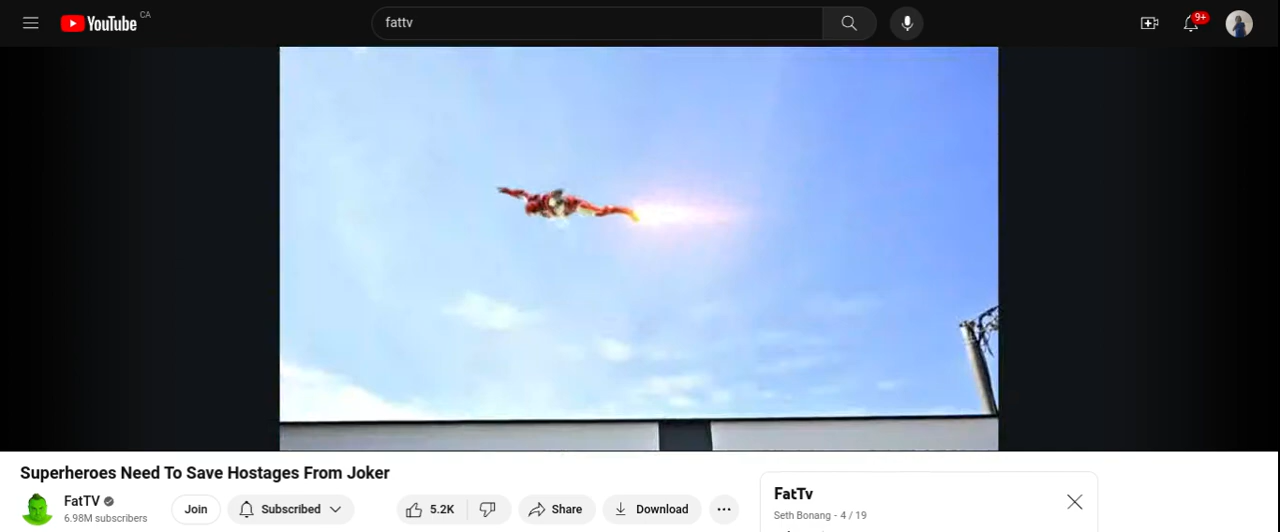 YouTube CA
fattv
9+
Superheroes Need To Save Hostages From Joker
FatTV
6.98M subscribers
Join
Subscribed
5.2K
Share
Download
FatTv
Seth Bonang - 4 / 19